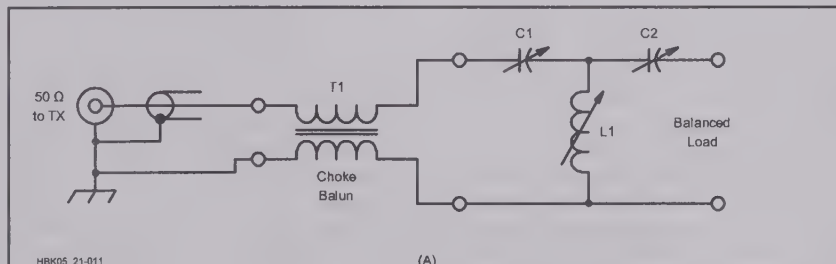 C1
C2
50 Ω
to TX
T1
L1
Balanced
Load
Choke
Balun
HBK05_21-011
(A)